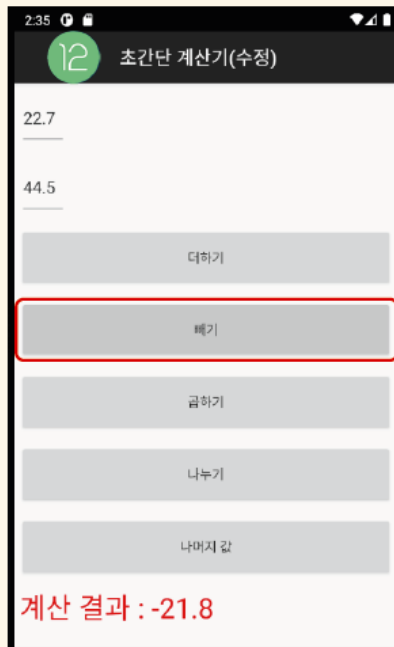 2:35
12 초간단 계산기(수정)
22.7
44.5
더하기
빼기
곱하기
나누기
나머지 값
계산 결과 : -21.8